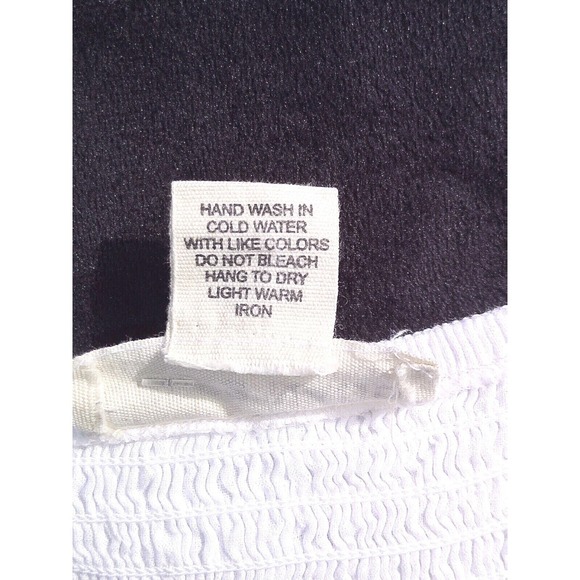 HAND WASH IN
COLD WATER
WITH LIKE COLORS
DO NOT BLEACH
HANG TO DRY
LIGHT WARM
IRON